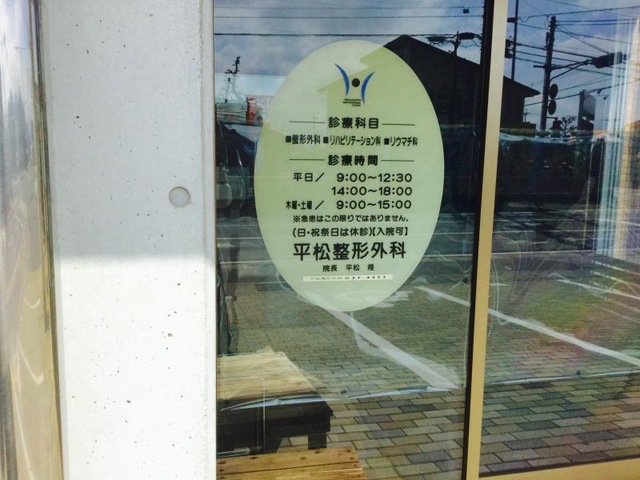 診療科目
■整形外科 ■リハビリテーション科 ■リウマチ科
診療時間
平日／ 9:00〜12:30
14:00〜18:00
木曜・土曜／ 9:00〜15:00
※急患はこの限りではありません。
(日・祝祭日は休診)【入院可】
平松整形外科
院長 平松 隆